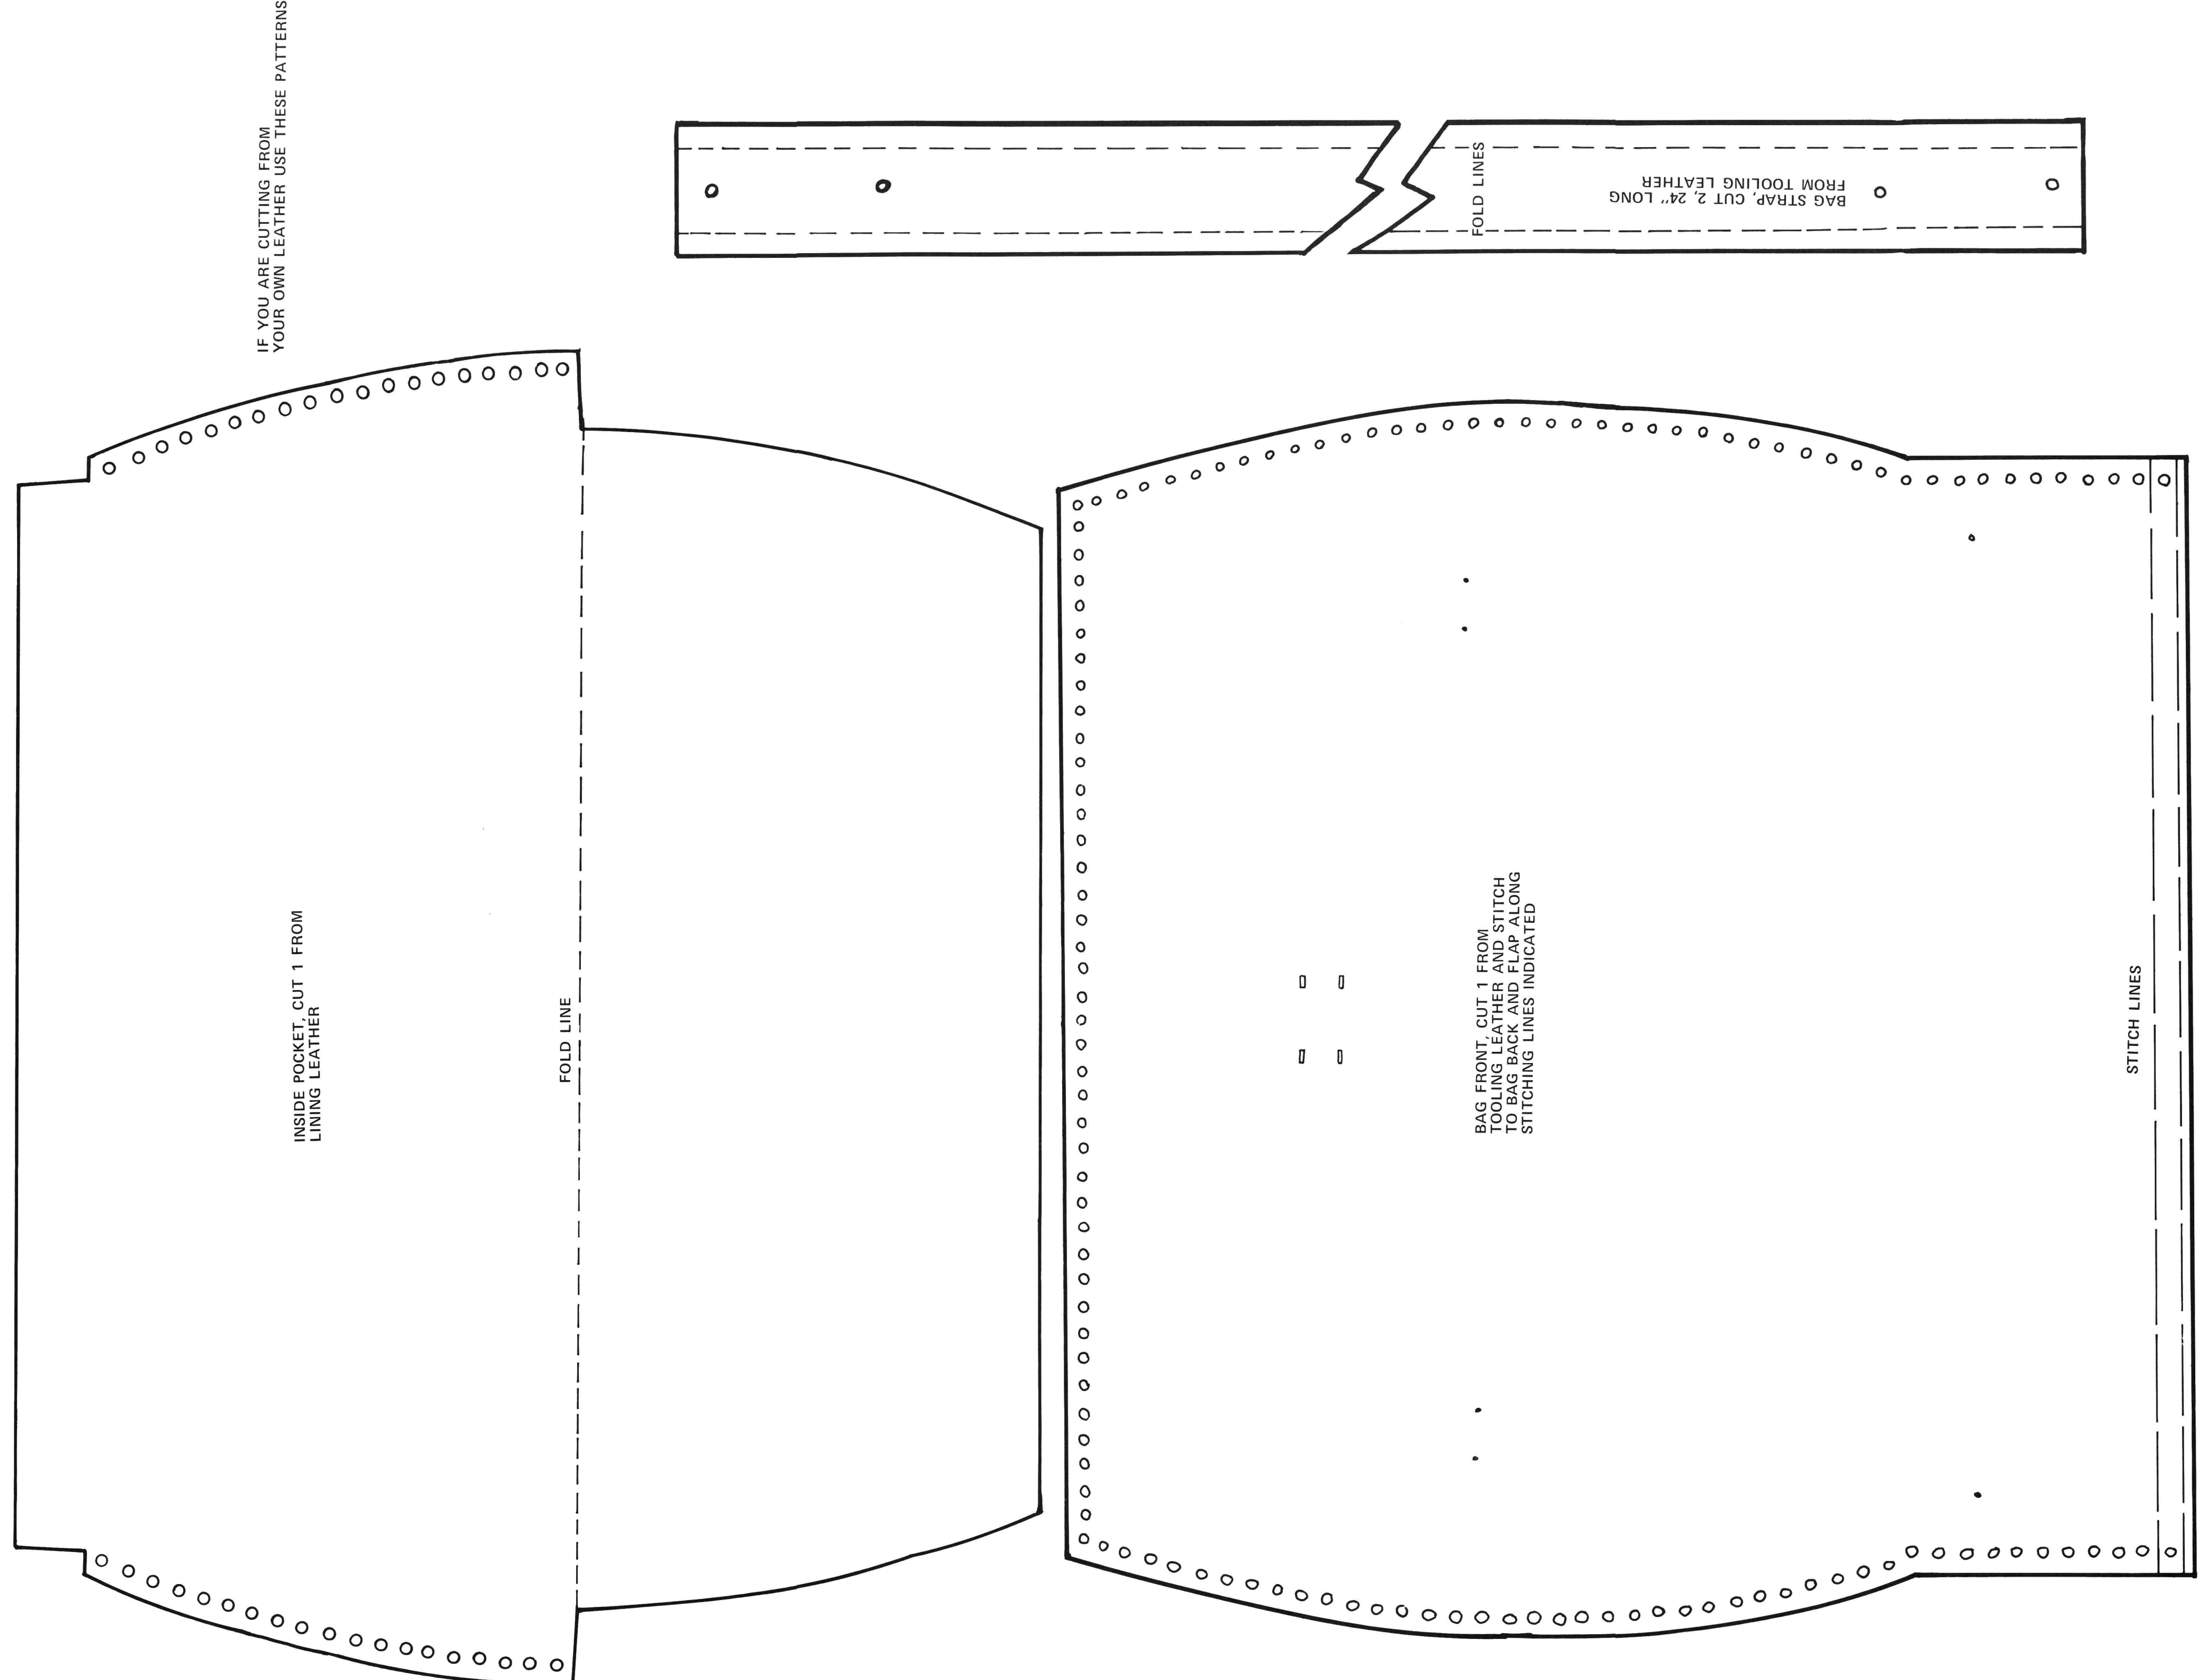 IF YOU ARE CUTTING FROM
YOUR OWN LEATHER USE THESE PATTERNS
FOLD LINES
BAG STRAP, CUT 2, 24" LONG
FROM TOOLING LEATHER
INSIDE POCKET, CUT 1 FROM
LINING LEATHER
FOLD LINE
BAG FRONT, CUT 1 FROM
TOOLING LEATHER AND STITCH
TO BAG BACK AND FLAP ALONG
STITCHING LINES INDICATED
STITCH LINES